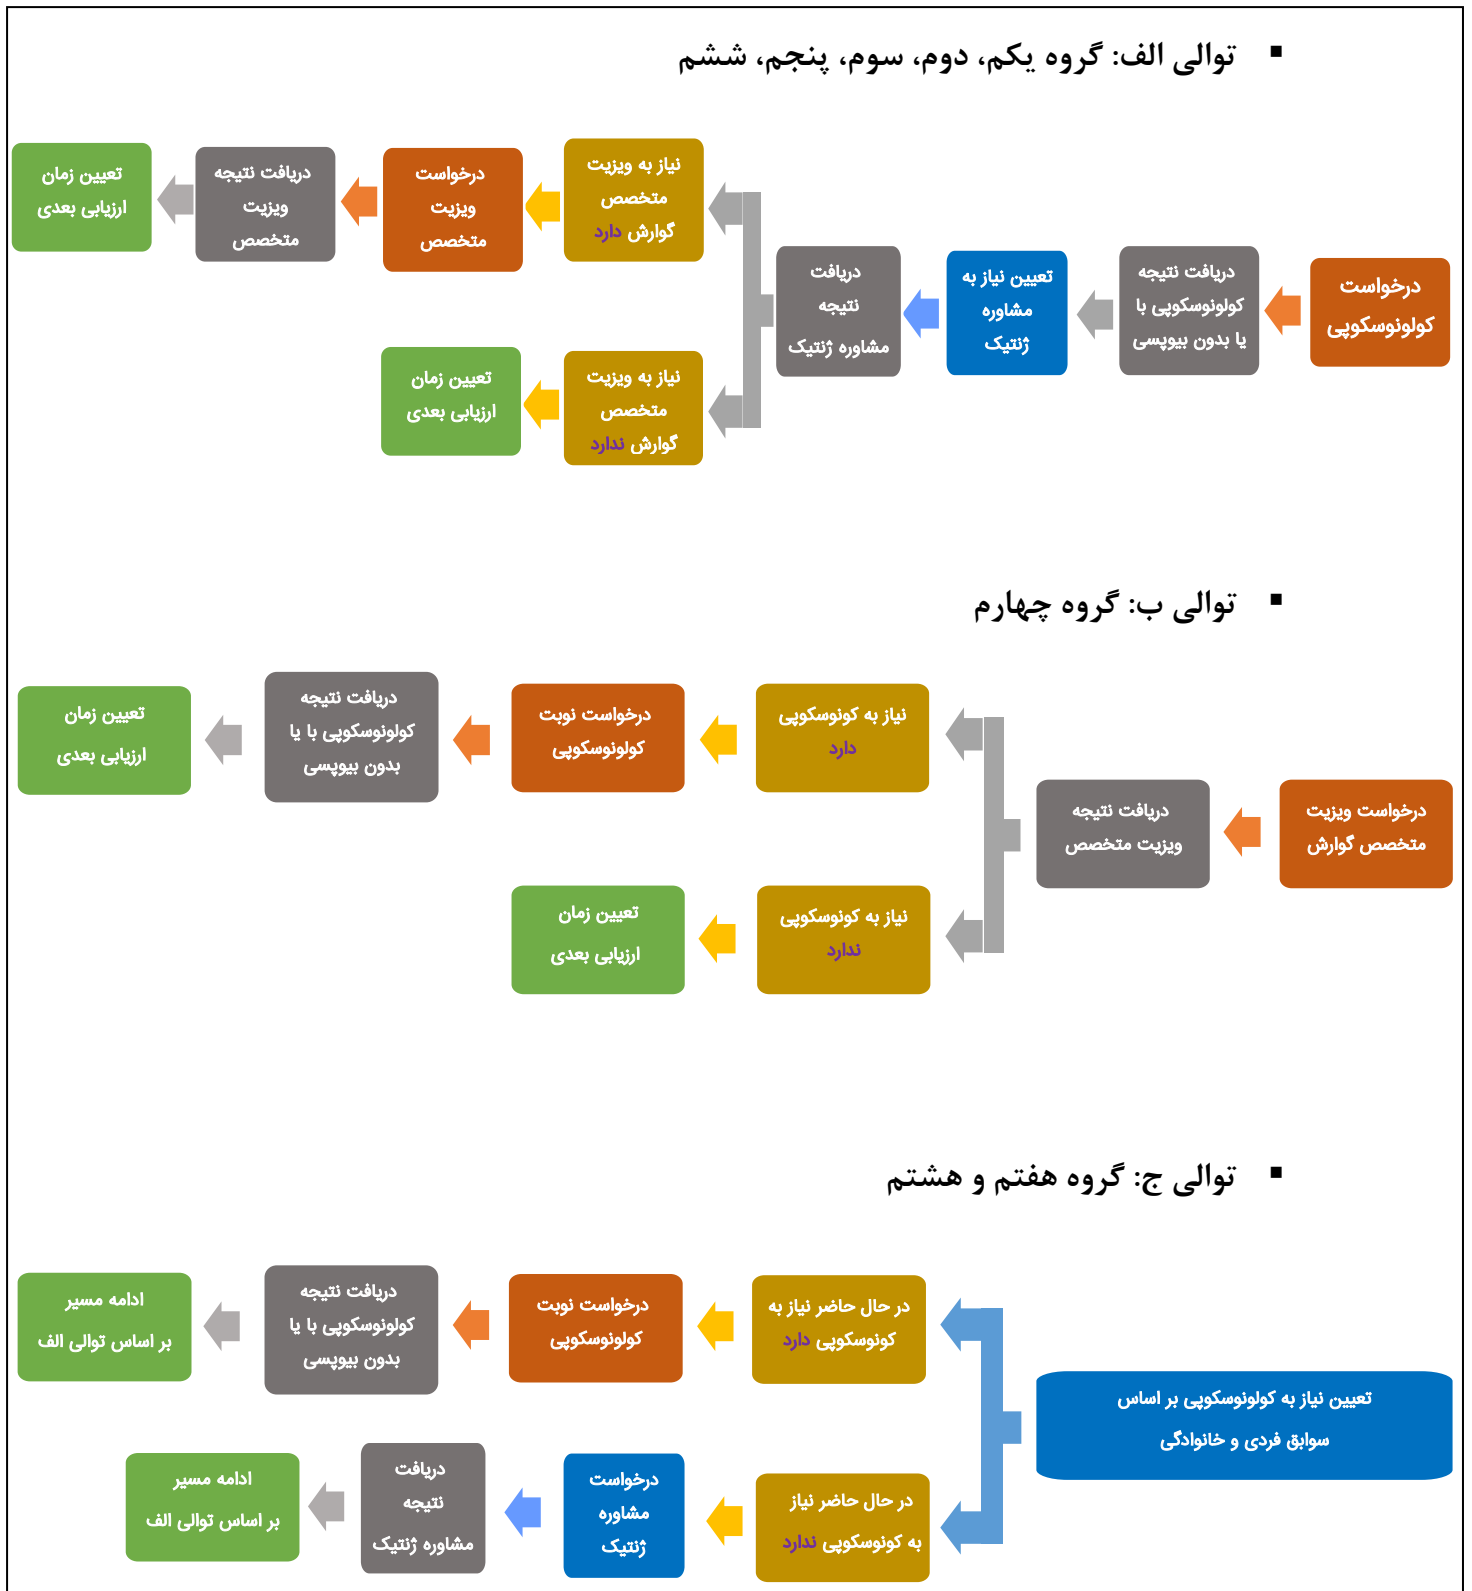 ▪ توالی الف: گروه یکم، دوم، سوم، پنجم، ششم
درخواست
کولونوسکوپی
دریافت نتیجه
کولونوسکوپی با
یا بدون بیوپسی
تعیین نیاز به
مشاوره
ژنتیک
دریافت
نتیجه
مشاوره ژنتیک
نیاز به ویزیت
متخصص
گوارش دارد
درخواست
ویزیت
متخصص
دریافت نتیجه
ویزیت
متخصص
تعیین زمان
ارزیابی بعدی
نیاز به ویزیت
متخصص
گوارش ندارد
تعیین زمان
ارزیابی بعدی
▪ توالی ب: گروه چهارم
درخواست ویزیت
متخصص گوارش
دریافت نتیجه
ویزیت متخصص
نیاز به کونوسکوپی
دارد
درخواست نوبت
کولونوسکوپی
دریافت نتیجه
کولونوسکوپی با یا
بدون بیوپسی
تعیین زمان
ارزیابی بعدی
نیاز به کونوسکوپی
ندارد
تعیین زمان
ارزیابی بعدی
▪ توالی ج: گروه هفتم و هشتم
تعیین نیاز به کولونوسکوپی بر اساس
سوابق فردی و خانوادگی
در حال حاضر نیاز به
کونوسکوپی دارد
درخواست نوبت
کولونوسکوپی
دریافت نتیجه
کولونوسکوپی با یا
بدون بیوپسی
ادامه مسیر
بر اساس توالی الف
در حال حاضر نیاز
به کونوسکوپی ندارد
درخواست
مشاوره
ژنتیک
دریافت
نتیجه
مشاوره ژنتیک
ادامه مسیر
بر اساس توالی الف